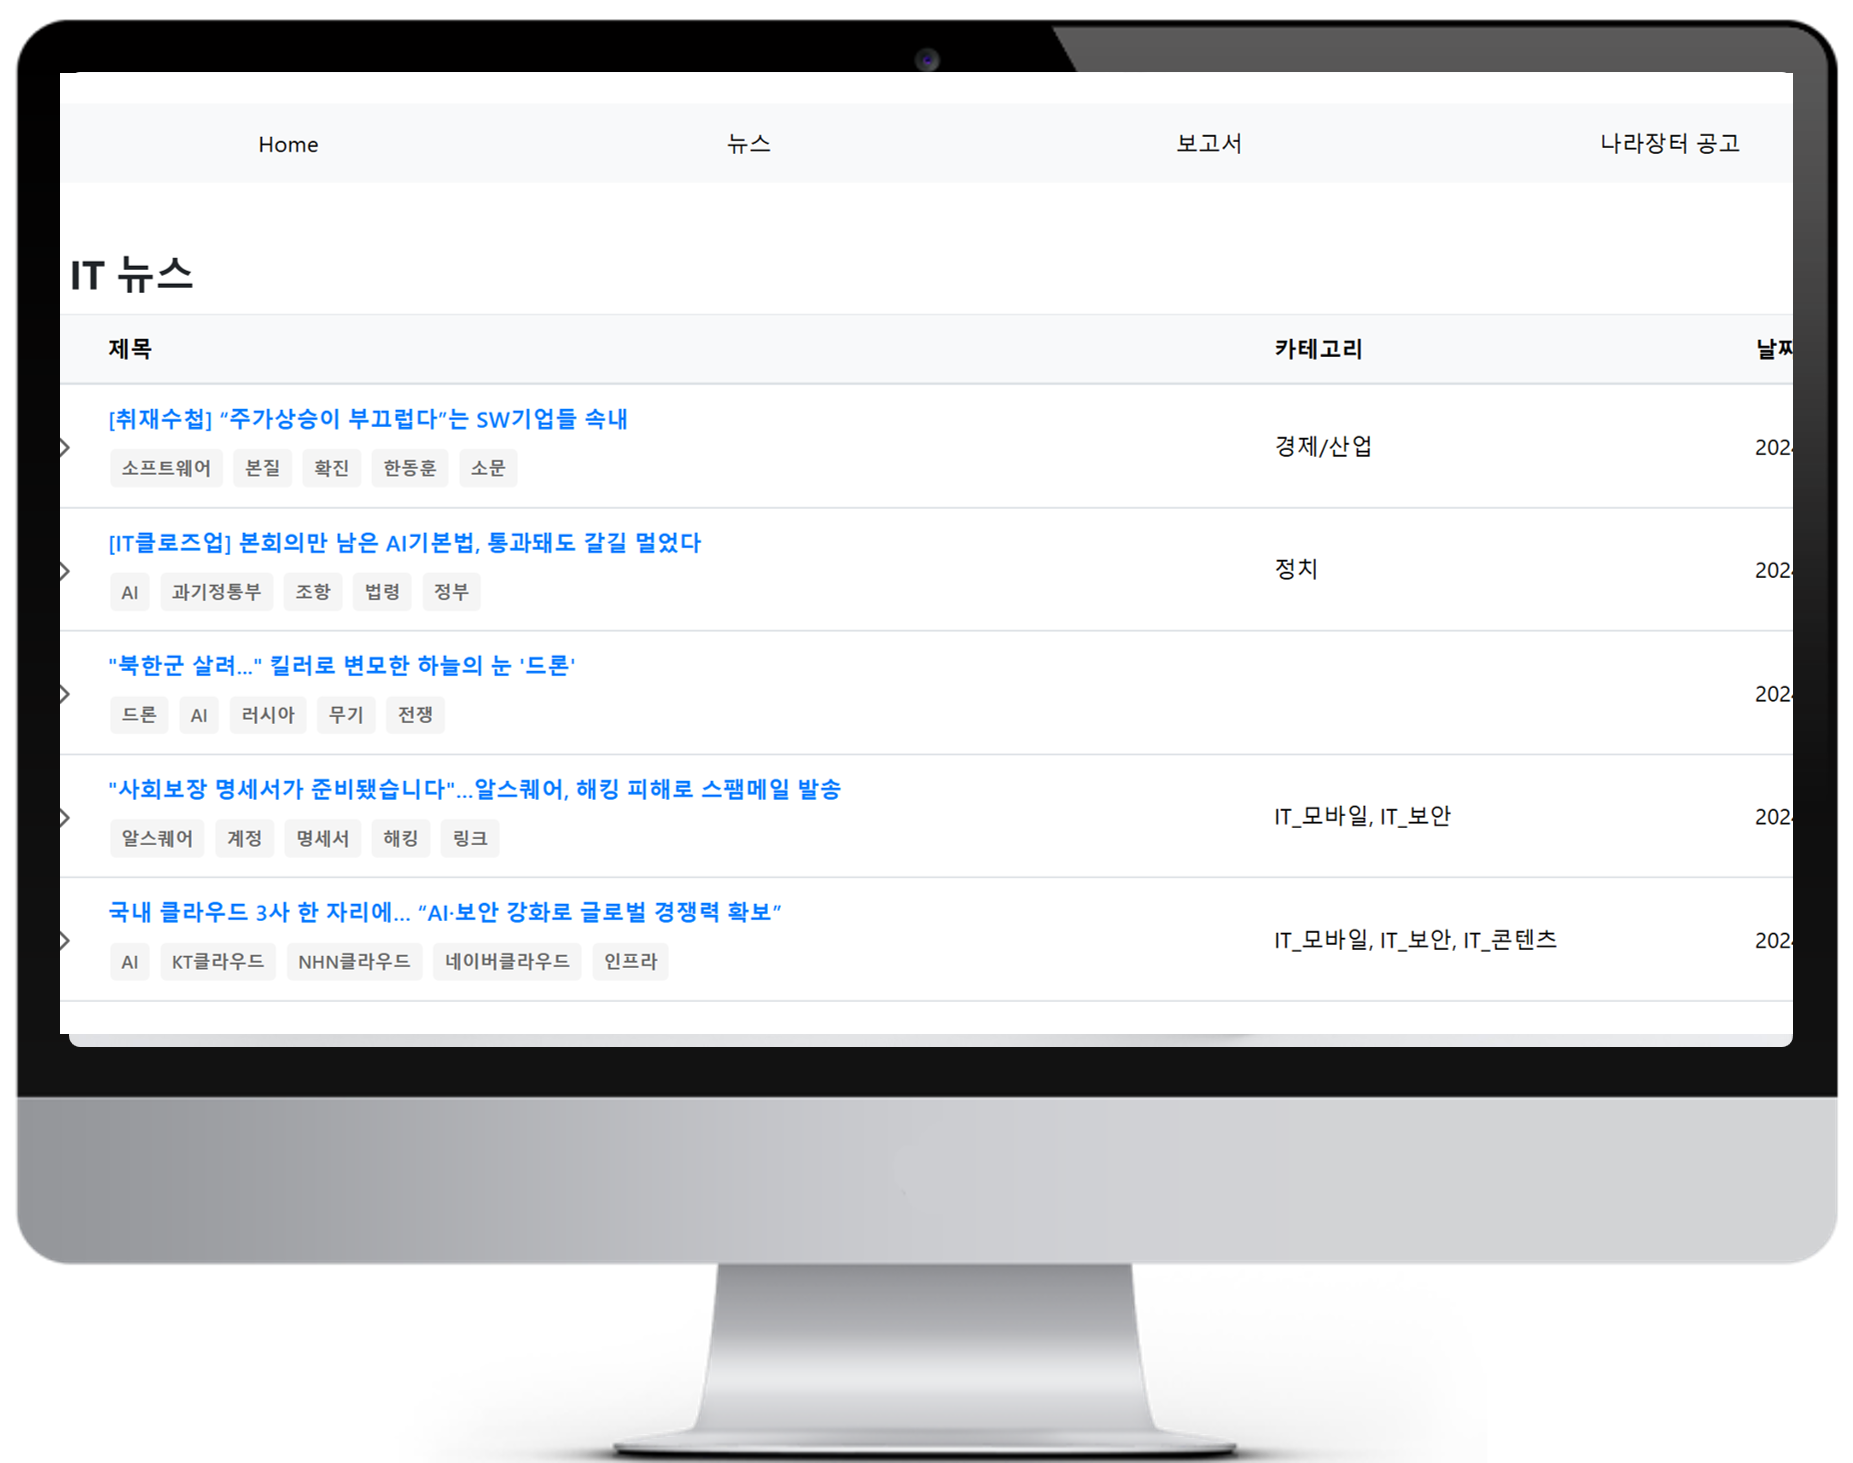 Home 뉴스 보고서 나라장터 공고
IT 뉴스
제목 카테고리
[취재수첩] “주가상승이 부끄럽다”는 SW기업들 속내
소프트웨어 본질 확진 한동훈 소문
경제/산업
[IT클로즈업] 본회의만 남은 AI기본법, 통과돼도 갈길 멀었다
AI 과기정통부 조항 법령 정부
정치
"북한군 살려..." 킬러로 변모한 하늘의 눈 '드론'
드론 AI 러시아 무기 전쟁
"사회보장 명세서가 준비됐습니다"...알스퀘어, 해킹 피해로 스팸메일 발송
알스퀘어 계정 명세서 해킹 링크
IT_모바일, IT_보안
국내 클라우드 3사 한 자리에... “AI·보안 강화로 글로벌 경쟁력 확보”
AI KT클라우드 NHN클라우드 네이버클라우드 인프라
IT_모바일, IT_보안, IT_콘텐츠